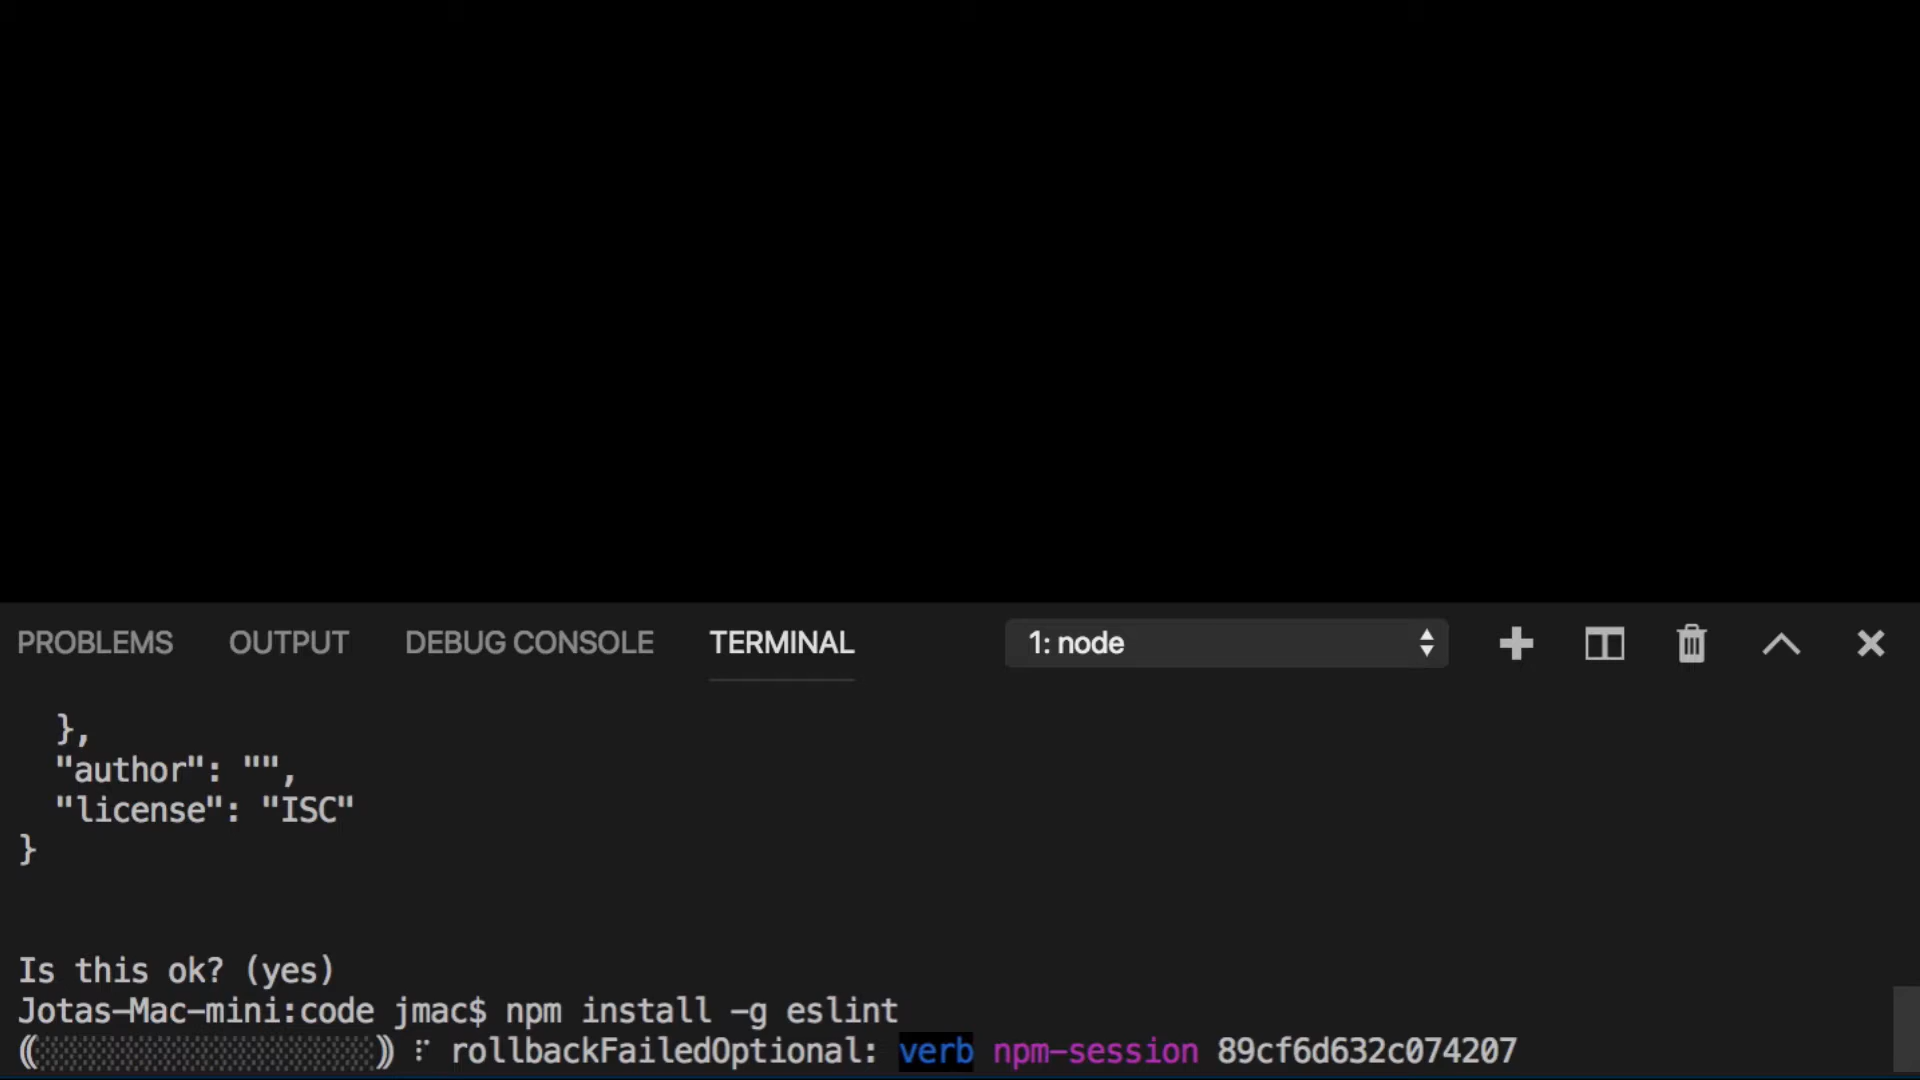 PROBLEMS OUTPUT DEBUG CONSOLE TERMINAL 1: node
},
"author": "",
"license": "ISC"
}
Is this ok? (yes)
Jotas-Mac-mini:code jmac$ npm install -g eslint
(░░░░░░░░░░░░░░░░░░) ⠏ rollbackFailedOptional: verb npm-session 89cf6d632c074207